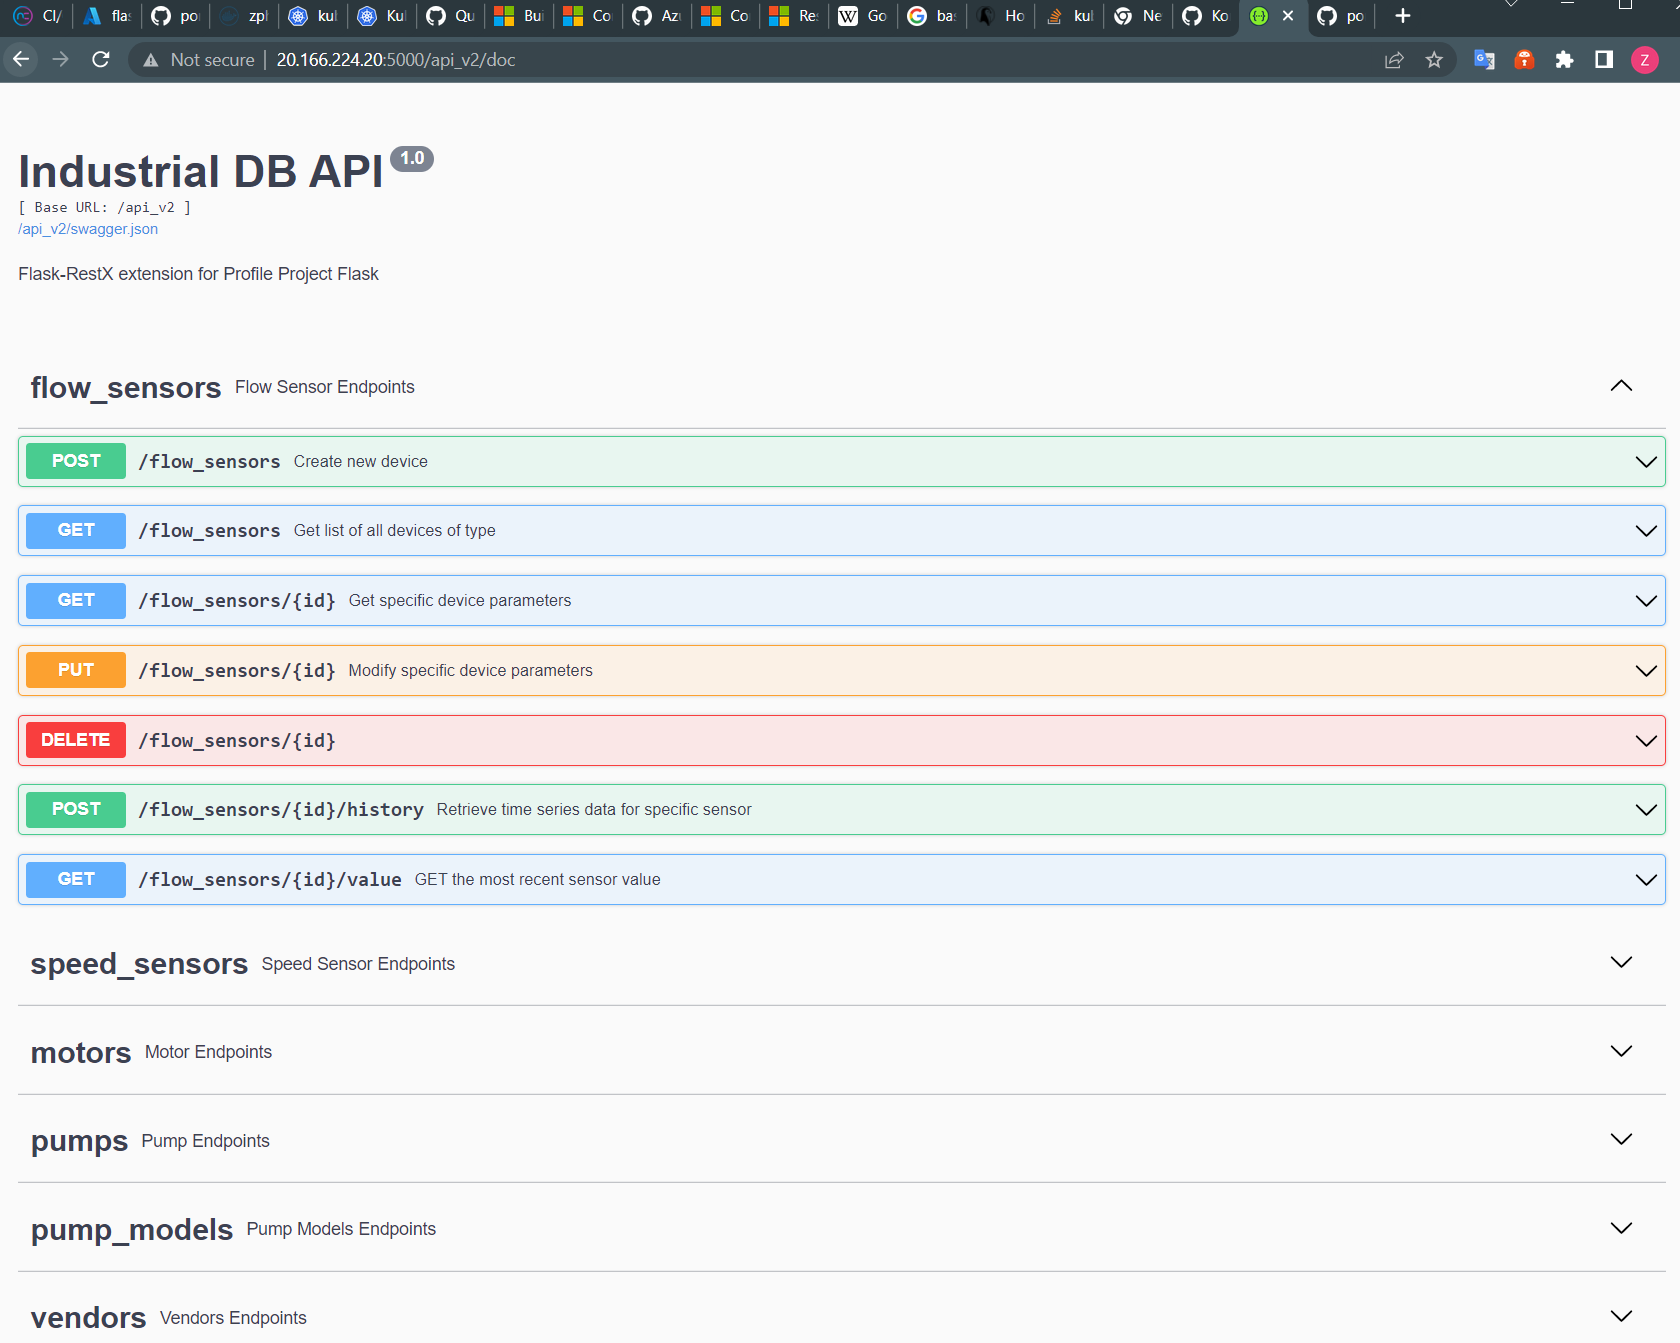 Cl/ fla: po zpl kul Ku Qu Bui Co Azu Co Re: Go ba: Ho kul Ne Ko po
Not secure 20.166.224.20:5000/api_v2/doc Z
Industrial DB API 1.0
[ Base URL: /api_v2 ]
/api_v2/swagger.json
Flask-RestX extension for Profile Project Flask
flow_sensors Flow Sensor Endpoints
POST /flow_sensors Create new device
GET /flow_sensors Get list of all devices of type
GET /flow_sensors/{id} Get specific device parameters
PUT /flow_sensors/{id} Modify specific device parameters
DELETE /flow_sensors/{id}
POST /flow_sensors/{id}/history Retrieve time series data for specific sensor
GET /flow_sensors/{id}/value GET the most recent sensor value
speed_sensors Speed Sensor Endpoints
motors Motor Endpoints
pumps Pump Endpoints
pump_models Pump Models Endpoints
vendors Vendors Endpoints